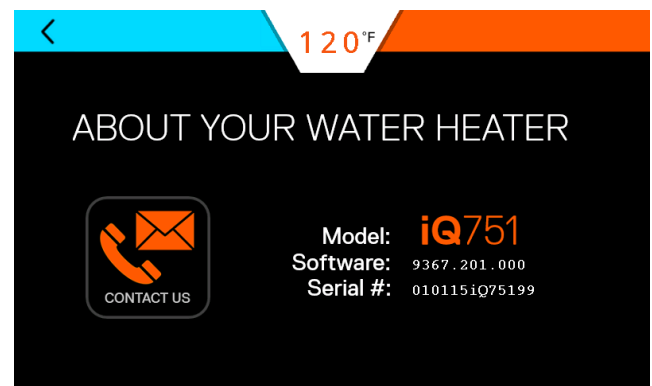 120°F
ABOUT YOUR WATER HEATER
CONTACT US
Model: iQ751
Software: 9367.201.000
Serial #: 010115iQ75199